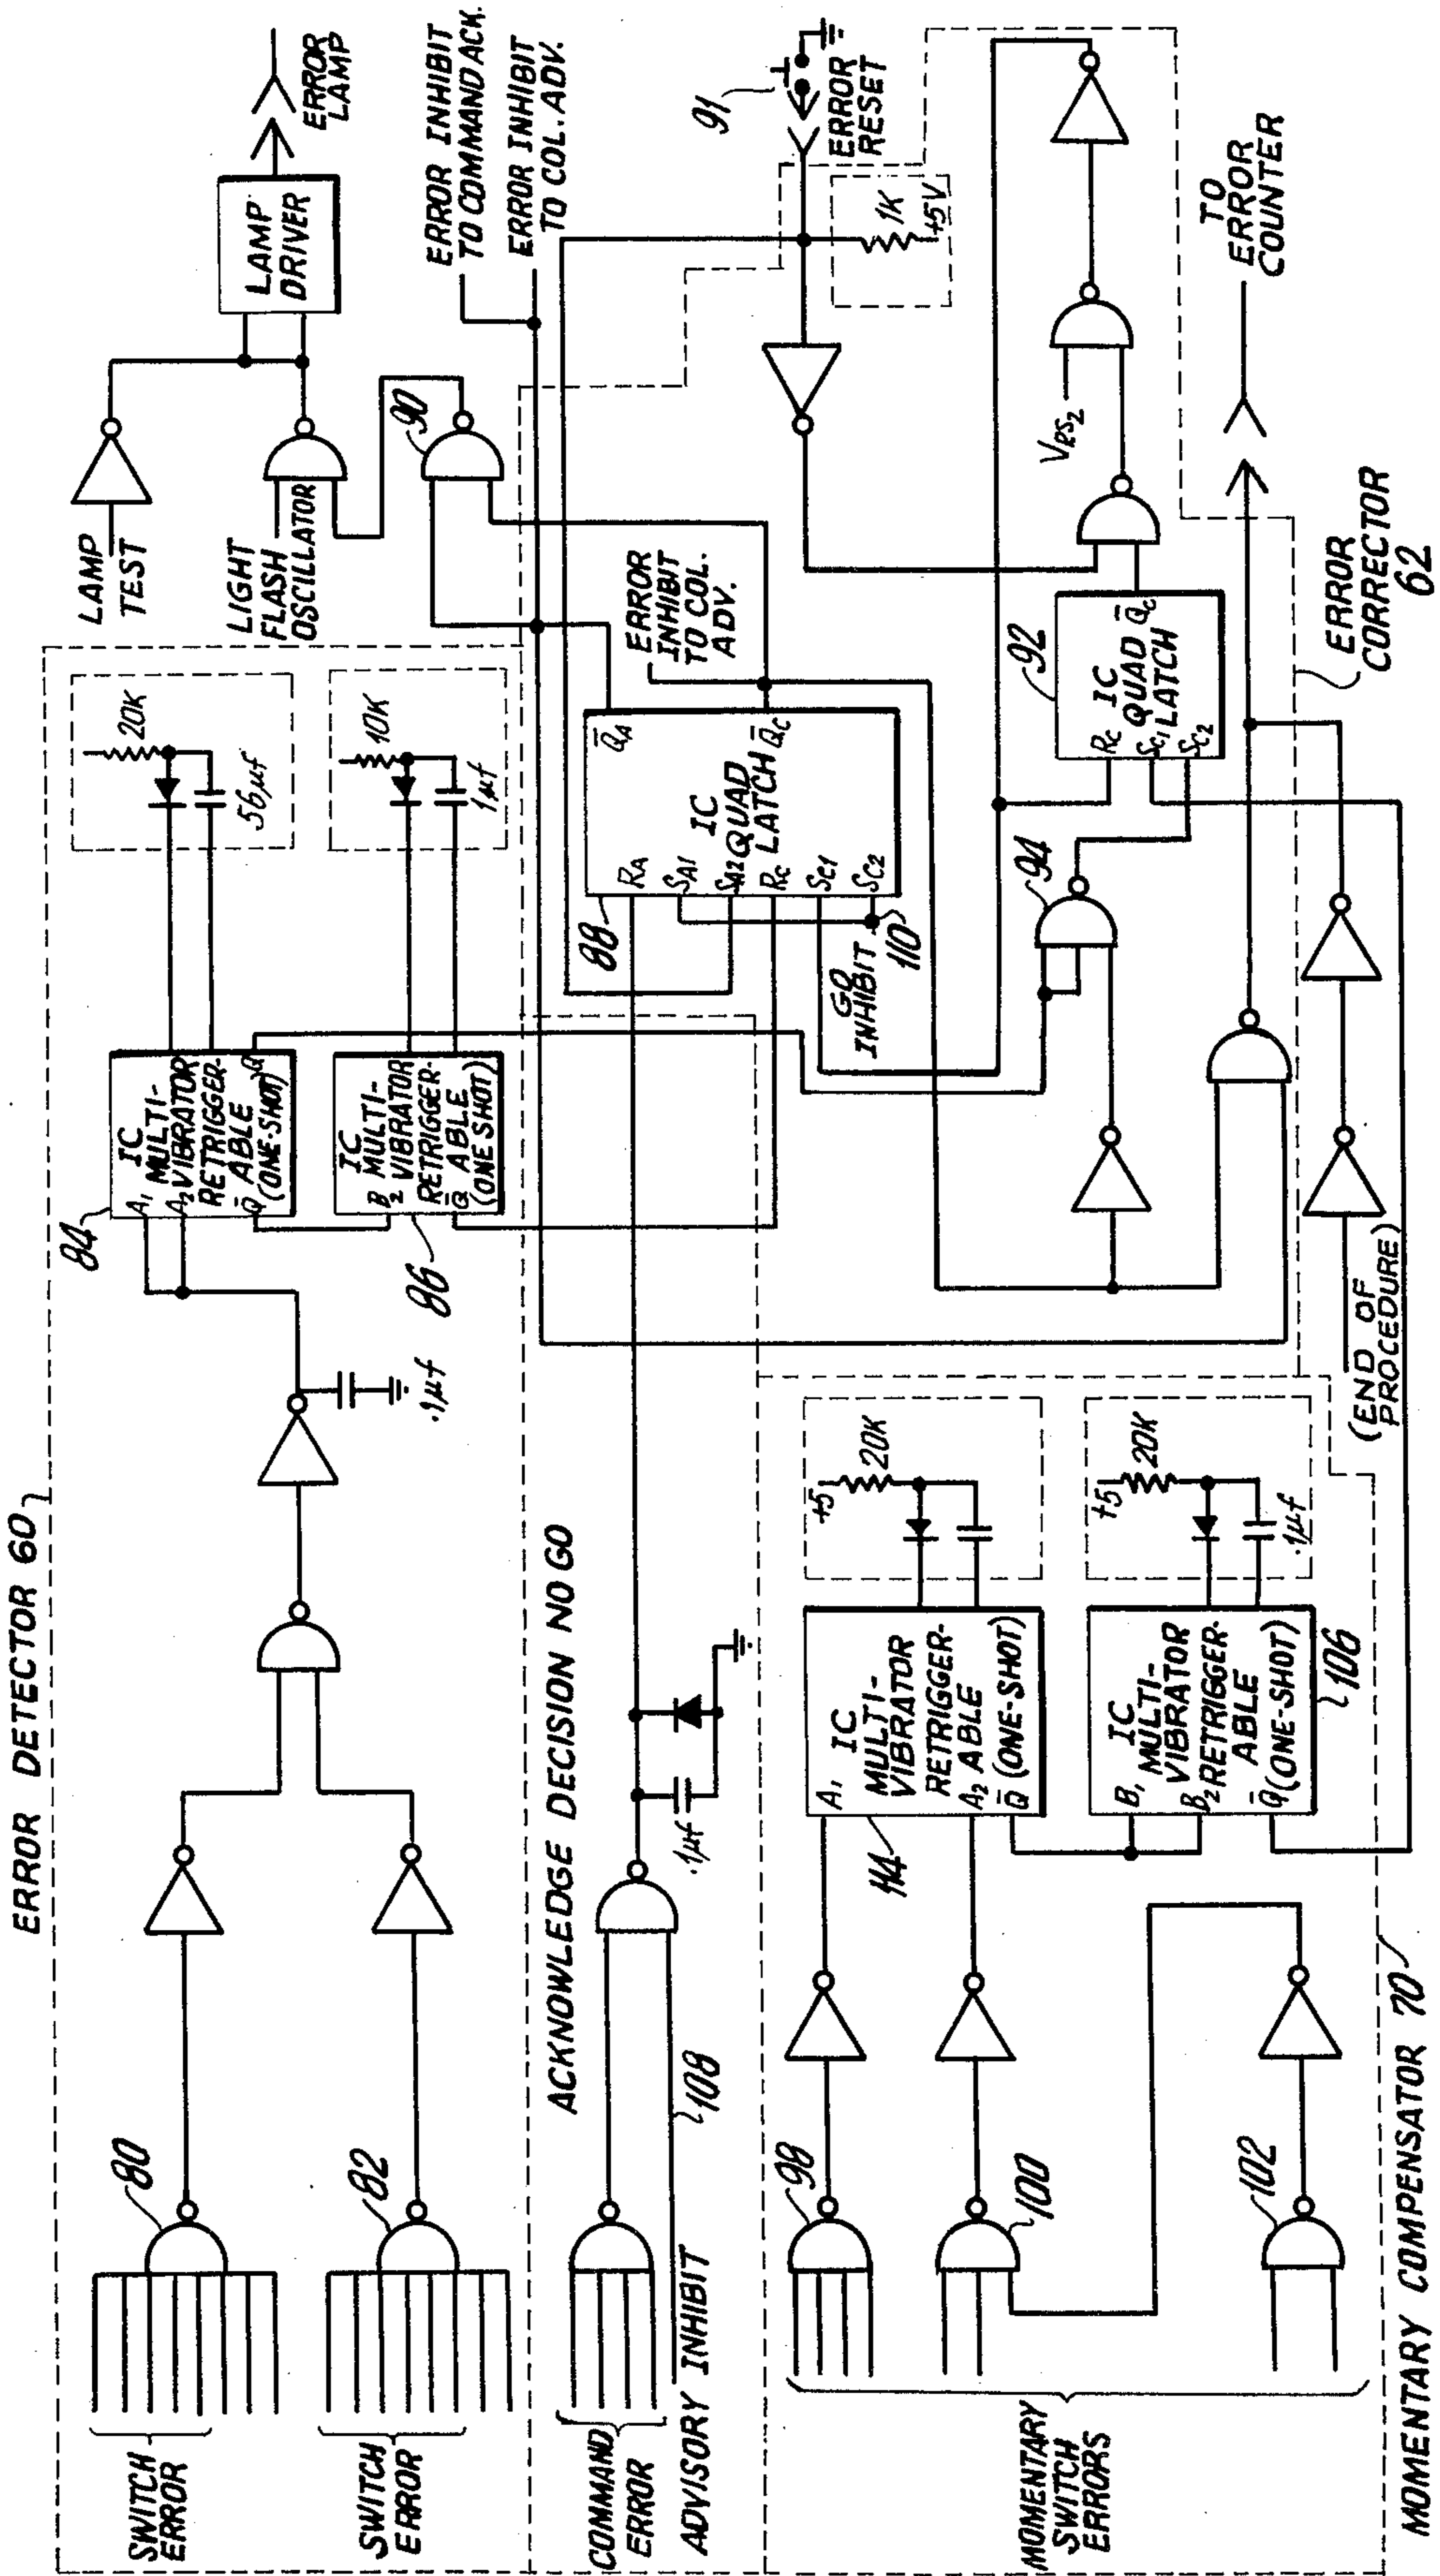 ERROR DETECTOR 60
SWITCH
ERROR
80
SWITCH
ERROR
82
.1µf
84
IC
MULTI-
VIBRATOR
RETRIGGER-
ABLE
(ONE-SHOT)
A1
A2
Q̅
Q
20K
56µf
86
IC
MULTI-
VIBRATOR
RETRIGGER-
ABLE
(ONE SHOT)
B2
Q̅
10K
1µf
LAMP
TEST
LIGHT
FLASH
OSCILLATOR
90
LAMP
DRIVER
ERROR
LAMP
ERROR INHIBIT
TO COMMAND ACK.
ERROR INHIBIT
TO COL. ADV.
ACKNOWLEDGE DECISION NO GO
COMMAND
ERROR
ADVISORY INHIBIT
108
.1µf
88
RA
SA1
SA2
RC
SC1
SC2
IC
QUAD
LATCH
Q̅A
Q̅C
GO
INHIBIT
110
ERROR
INHIBIT
TO COL.
ADV.
91
ERROR
RESET
1K
+5V
94
92
IC
QUAD
LATCH
RC
SC1
SC2
Q̅C
VRS2
TO
ERROR
COUNTER
ERROR
CORRECTOR
62
(END OF
PROCEDURE)
MOMENTARY
SWITCH
ERRORS
98
100
102
114
IC
MULTI-
VIBRATOR
RETRIGGER-
ABLE
(ONE-SHOT)
A1
A2
Q̅
+5
20K
IC
MULTI-
VIBRATOR
RETRIGGER-
ABLE
(ONE-SHOT)
B1
B2
Q̅
106
+5
20K
.1µf
MOMENTARY COMPENSATOR 70